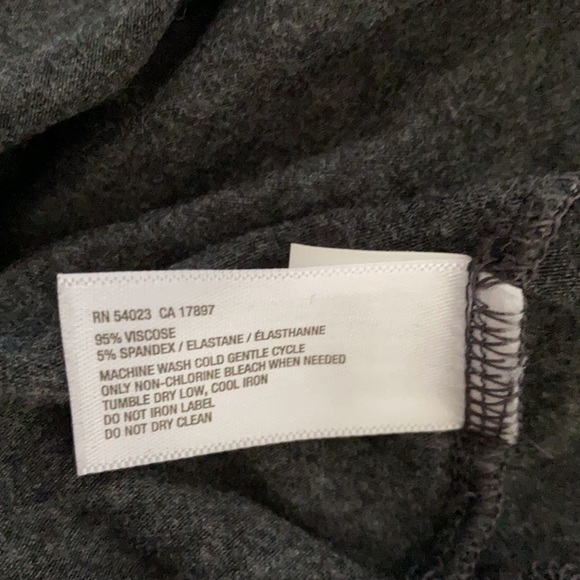 RN 54023 CA 17897
95% VISCOSE
5% SPANDEX / ELASTANE / ÉLASTHANNE
MACHINE WASH COLD GENTLE CYCLE
ONLY NON-CHLORINE BLEACH WHEN NEEDED
TUMBLE DRY LOW, COOL IRON
DO NOT IRON LABEL
DO NOT DRY CLEAN